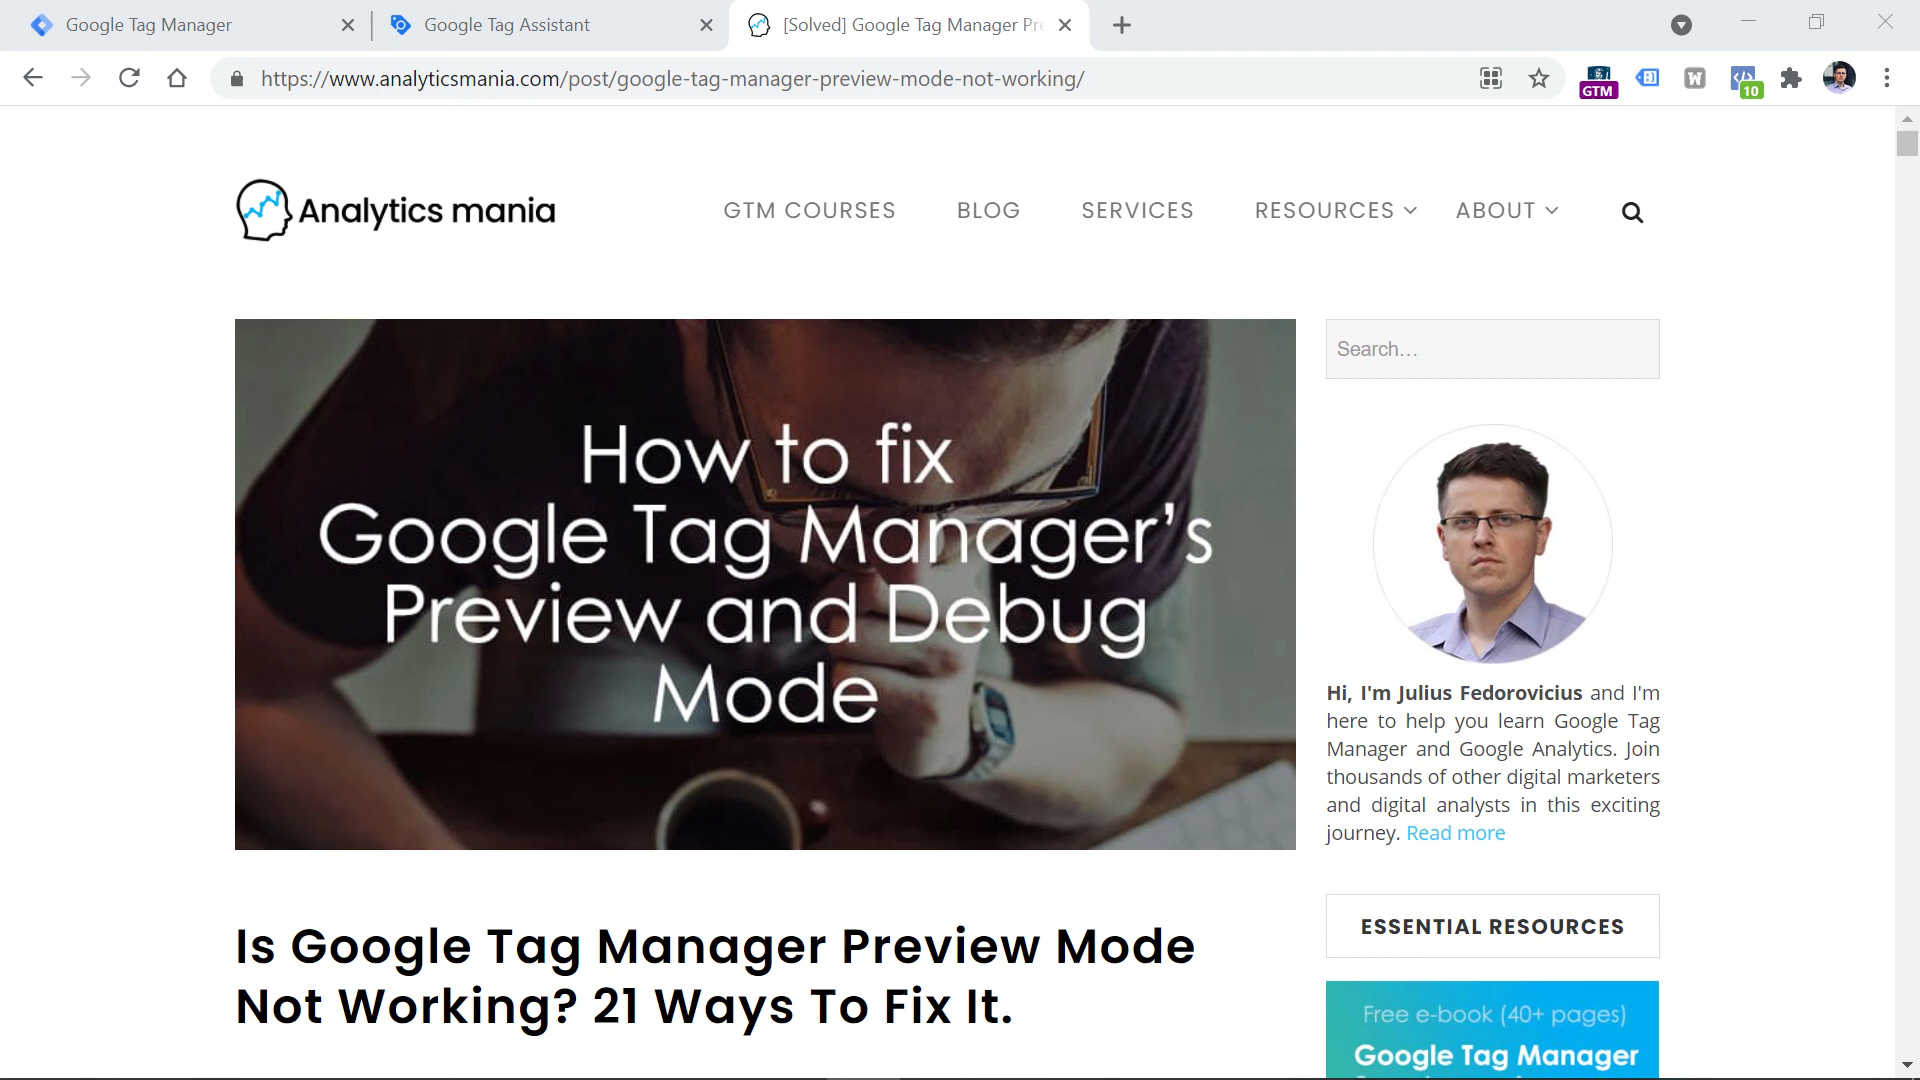 Google Tag Manager
Google Tag Assistant
[Solved] Google Tag Manager Pre
https://www.analyticsmania.com/post/google-tag-manager-preview-mode-not-working/
GTM
W
10
Analytics mania
GTM COURSES
BLOG
SERVICES
RESOURCES
ABOUT
How to fix
Google Tag Manager's
Preview and Debug
Mode
Search...
Hi, I'm Julius Fedorovicius and I'm
here to help you learn Google Tag
Manager and Google Analytics. Join
thousands of other digital marketers
and digital analysts in this exciting
journey. Read more
Is Google Tag Manager Preview Mode
Not Working? 21 Ways To Fix It.
ESSENTIAL RESOURCES
Free e-book (40+ pages)
Google Tag Manager